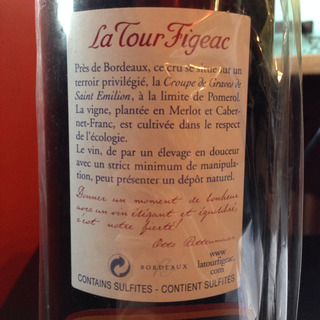 La Tour Figeac
Près de Bordeaux, ce cru se situe sur un
terroir privilégié, la Croupe de Graves de
Saint Emilion, à la limite de Pomerol.
La vigne, plantée en Merlot et Caber-
net-Franc, est cultivée dans le respect
de l'écologie.
Le vin, de par un élevage en douceur
avec un strict minimum de manipula-
tion, peut présenter un dépôt naturel.
Donner un moment de bonheur
avec un vin élégant et équilibré,
c'est notre fierté!
Otto Rettenmaier
BORDEAUX
www.
latourfigeac.
com
CONTAINS SULFITES - CONTIENT SULFITES